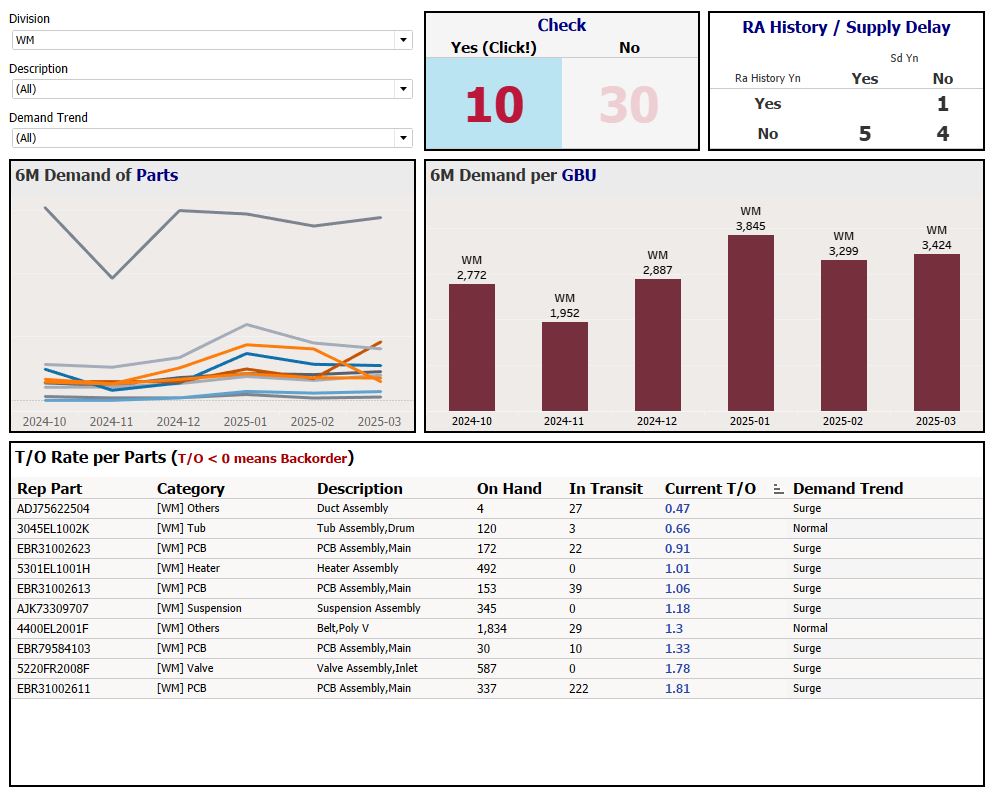 Division
WM
Description
(All)
Demand Trend
(All)
Check
Yes (Click!) No
10 30
RA History / Supply Delay
Sd Yn
Ra History Yn Yes No
Yes 1
No 5 4
6M Demand of Parts
2024-10 2024-11 2024-12 2025-01 2025-02 2025-03
6M Demand per GBU
WM 2,772
WM 1,952
WM 2,887
WM 3,845
WM 3,299
WM 3,424
2024-10 2024-11 2024-12 2025-01 2025-02 2025-03
T/O Rate per Parts (T/O < 0 means Backorder)
Rep Part Category Description On Hand In Transit Current T/O Demand Trend
ADJ75622504 [WM] Others Duct Assembly 4 27 0.47 Surge
3045EL1002K [WM] Tub Tub Assembly,Drum 120 3 0.66 Normal
EBR31002623 [WM] PCB PCB Assembly,Main 172 22 0.91 Surge
5301EL1001H [WM] Heater Heater Assembly 492 0 1.01 Surge
EBR31002613 [WM] PCB PCB Assembly,Main 153 39 1.06 Surge
AJK73309707 [WM] Suspension Suspension Assembly 345 0 1.18 Surge
4400EL2001F [WM] Others Belt,Poly V 1,834 29 1.3 Normal
EBR79584103 [WM] PCB PCB Assembly,Main 30 10 1.33 Surge
5220FR2008F [WM] Valve Valve Assembly,Inlet 587 0 1.78 Surge
EBR31002611 [WM] PCB PCB Assembly,Main 337 222 1.81 Surge